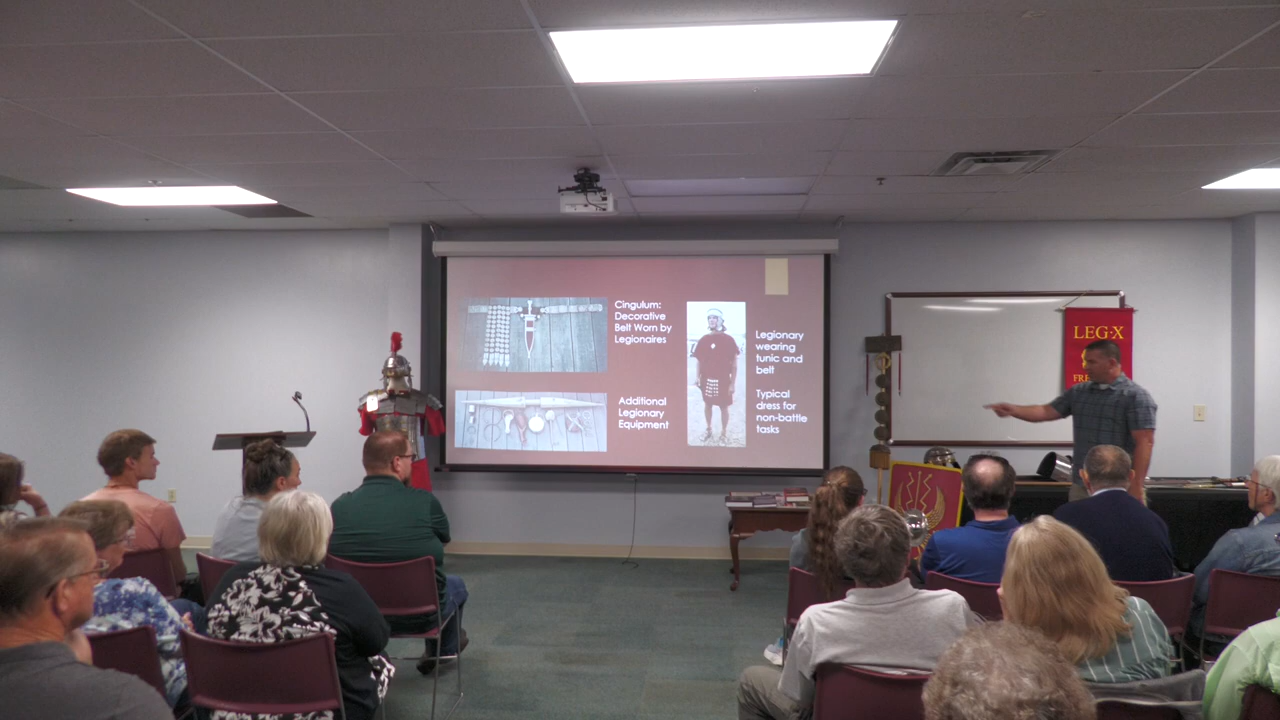 Cingulum:
Decorative
Belt Worn by
Legionaires
Additional
Legionary
Equipment
Legionary
wearing
tunic and
belt
Typical
dress for
non-battle
tasks
LEG·X